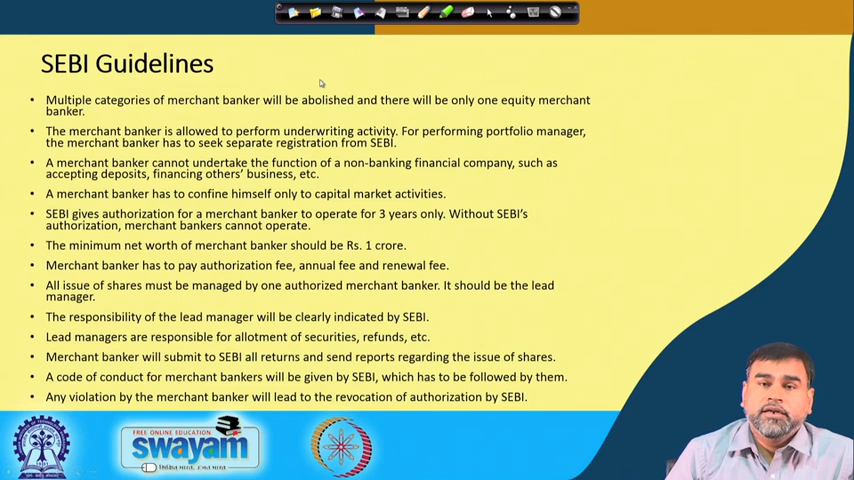 SEBI Guidelines
• Multiple categories of merchant banker will be abolished and there will be only one equity merchant
banker.
• The merchant banker is allowed to perform underwriting activity. For performing portfolio manager,
the merchant banker has to seek separate registration from SEBI.
• A merchant banker cannot undertake the function of a non-banking financial company, such as
accepting deposits, financing others’ business, etc.
• A merchant banker has to confine himself only to capital market activities.
• SEBI gives authorization for a merchant banker to operate for 3 years only. Without SEBI’s
authorization, merchant bankers cannot operate.
• The minimum net worth of merchant banker should be Rs. 1 crore.
• Merchant banker has to pay authorization fee, annual fee and renewal fee.
• All issue of shares must be managed by one authorized merchant banker. It should be the lead
manager.
• The responsibility of the lead manager will be clearly indicated by SEBI.
• Lead managers are responsible for allotment of securities, refunds, etc.
• Merchant banker will submit to SEBI all returns and send reports regarding the issue of shares.
• A code of conduct for merchant bankers will be given by SEBI, which has to be followed by them.
• Any violation by the merchant banker will lead to the revocation of authorization by SEBI.
FREE ONLINE EDUCATION
swayam